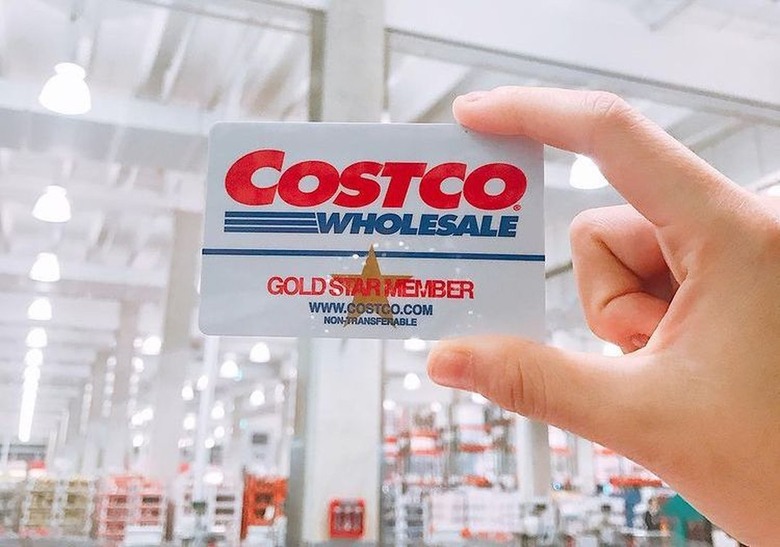 COSTCO®
WHOLESALE
GOLD STAR MEMBER
WWW.COSTCO.COM
NON-TRANSFERABLE